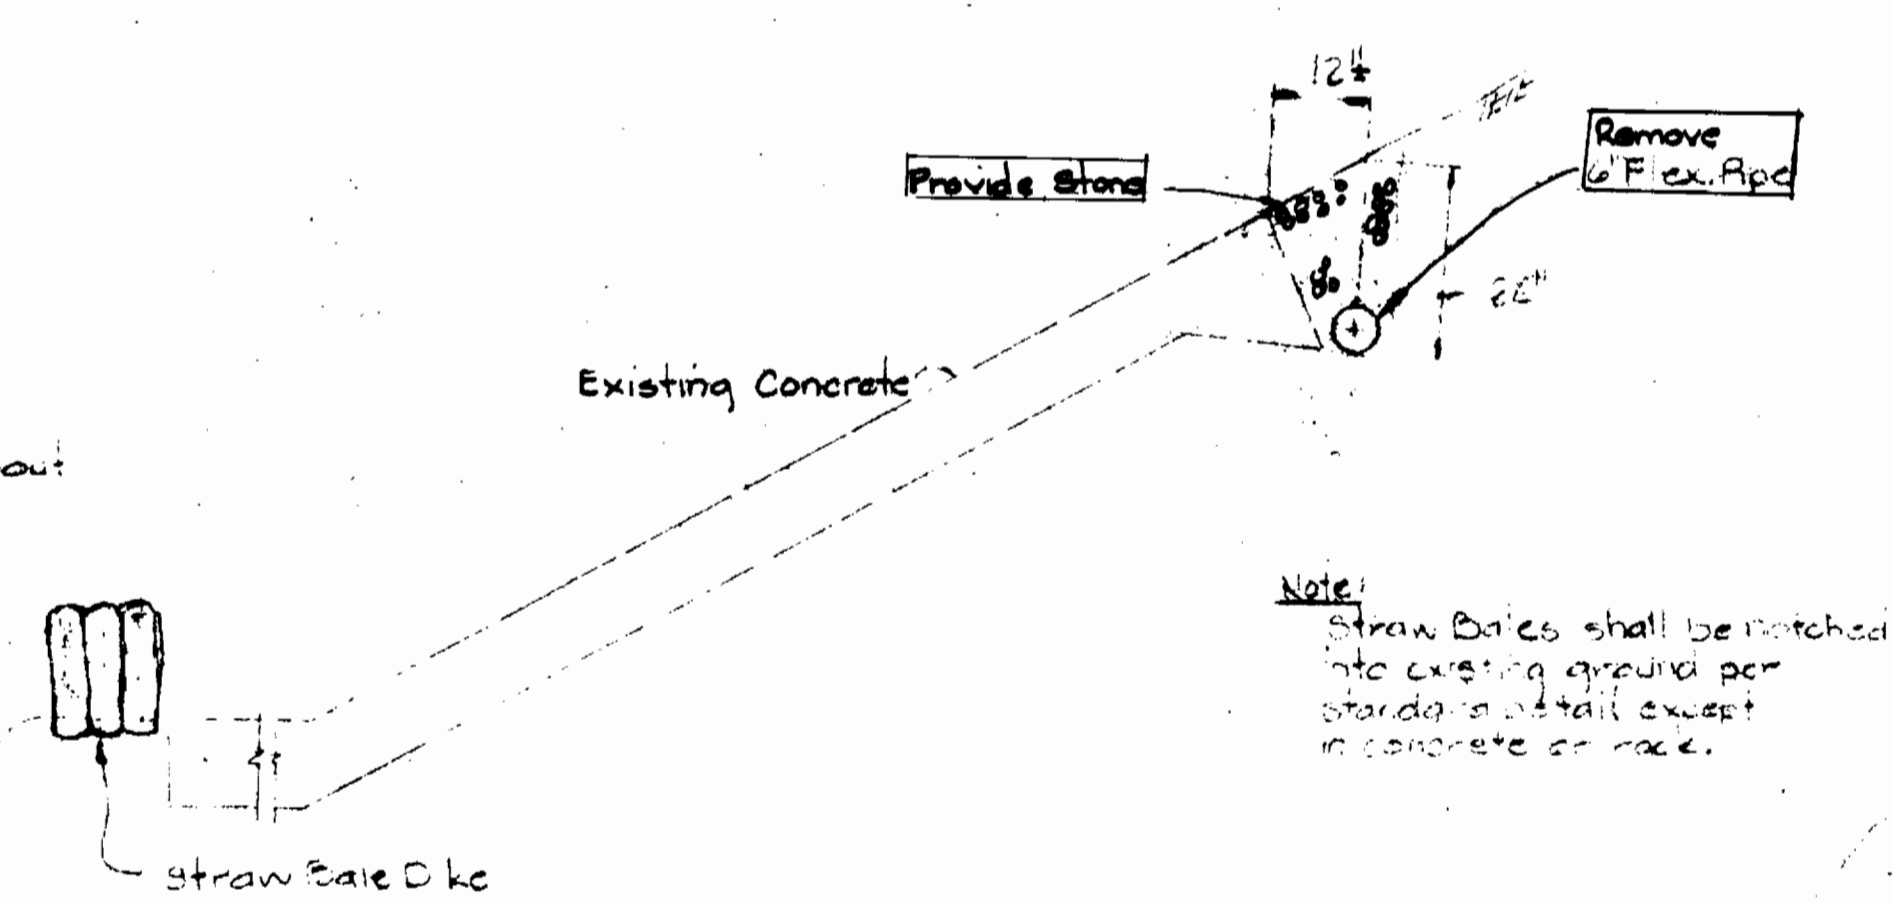 12"±
Remove
6" Flex. Pipe
Provide Stone
Existing Concrete
out
Note:
Straw Bales shall be notched
into existing ground per
standard detail except
in concrete or rock.
Straw Bale Dike